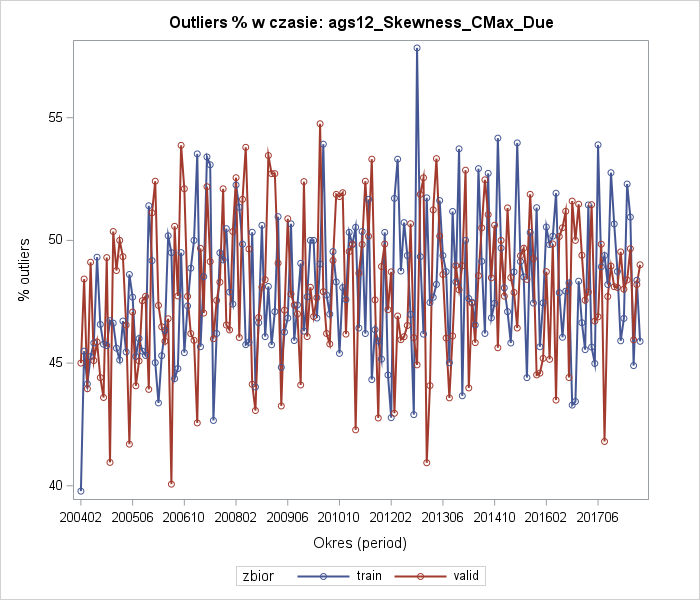 Outliers % w czasie: ags12_Skewness_CMax_Due
% outliers
55
50
45
40
200402 200506 200610 200802 200906 201010 201202 201306 201410 201602 201706
Okres (period)
zbior train valid